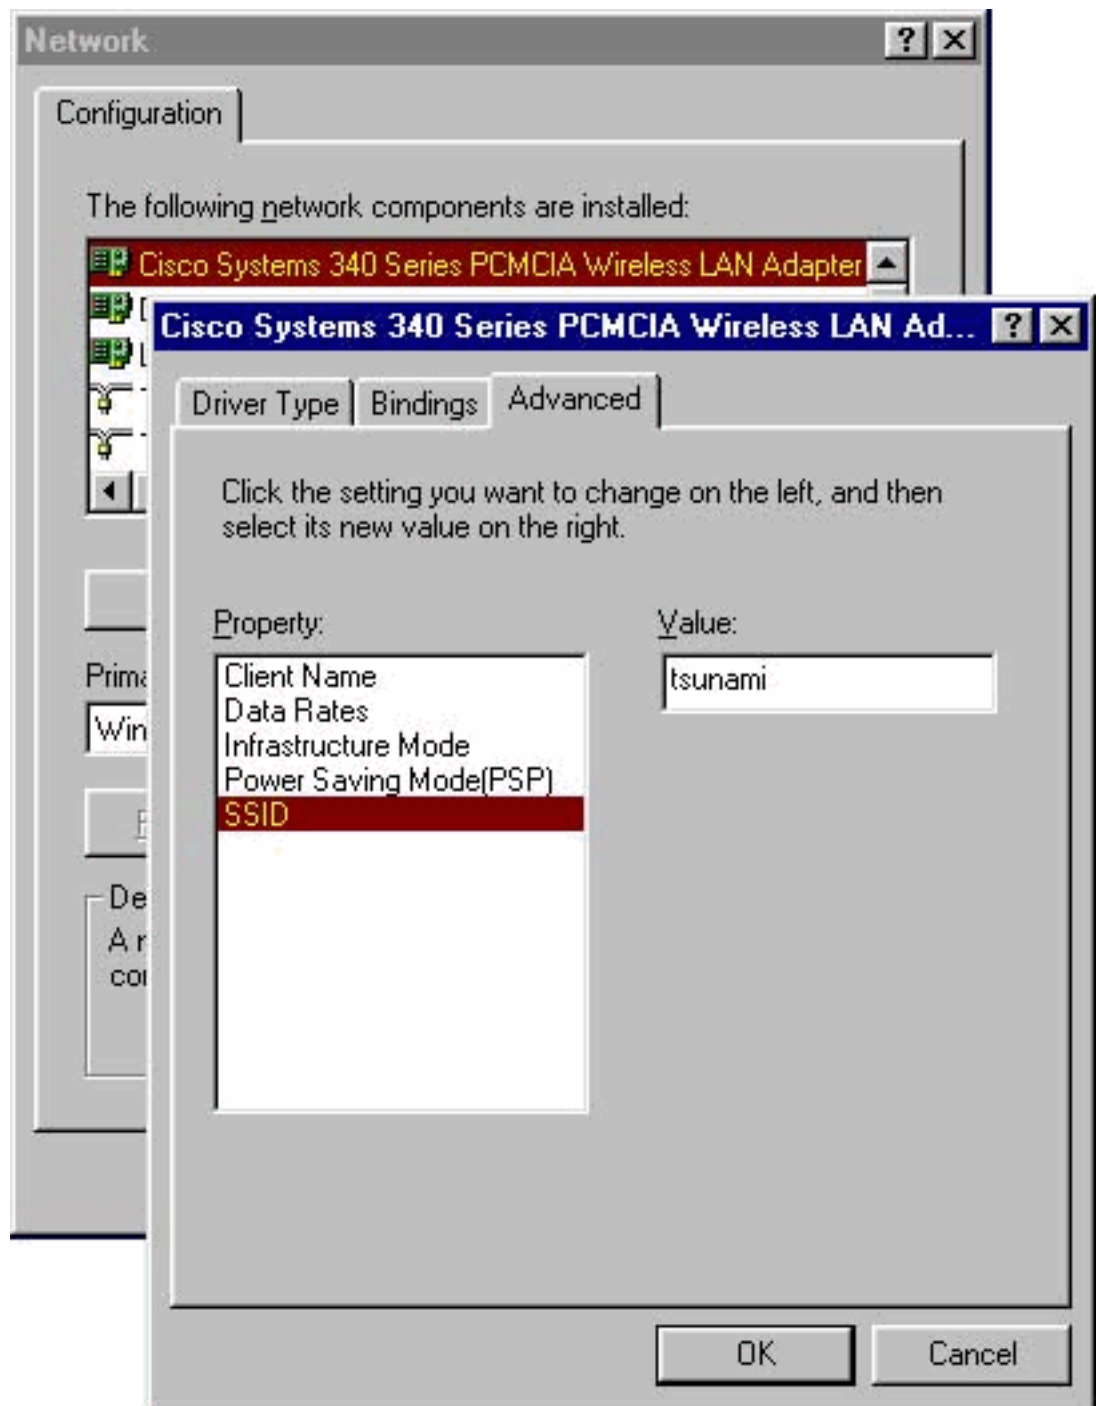 Network
Configuration
The following network components are installed:
Cisco Systems 340 Series PCMCIA Wireless LAN Adapter
Cisco Systems 340 Series PCMCIA Wireless LAN Ad...
Driver Type
Bindings
Advanced
Click the setting you want to change on the left, and then
select its new value on the right.
Property:
Value:
Client Name
tsunami
Data Rates
Infrastructure Mode
Power Saving Mode(PSP)
SSID
OK
Cancel